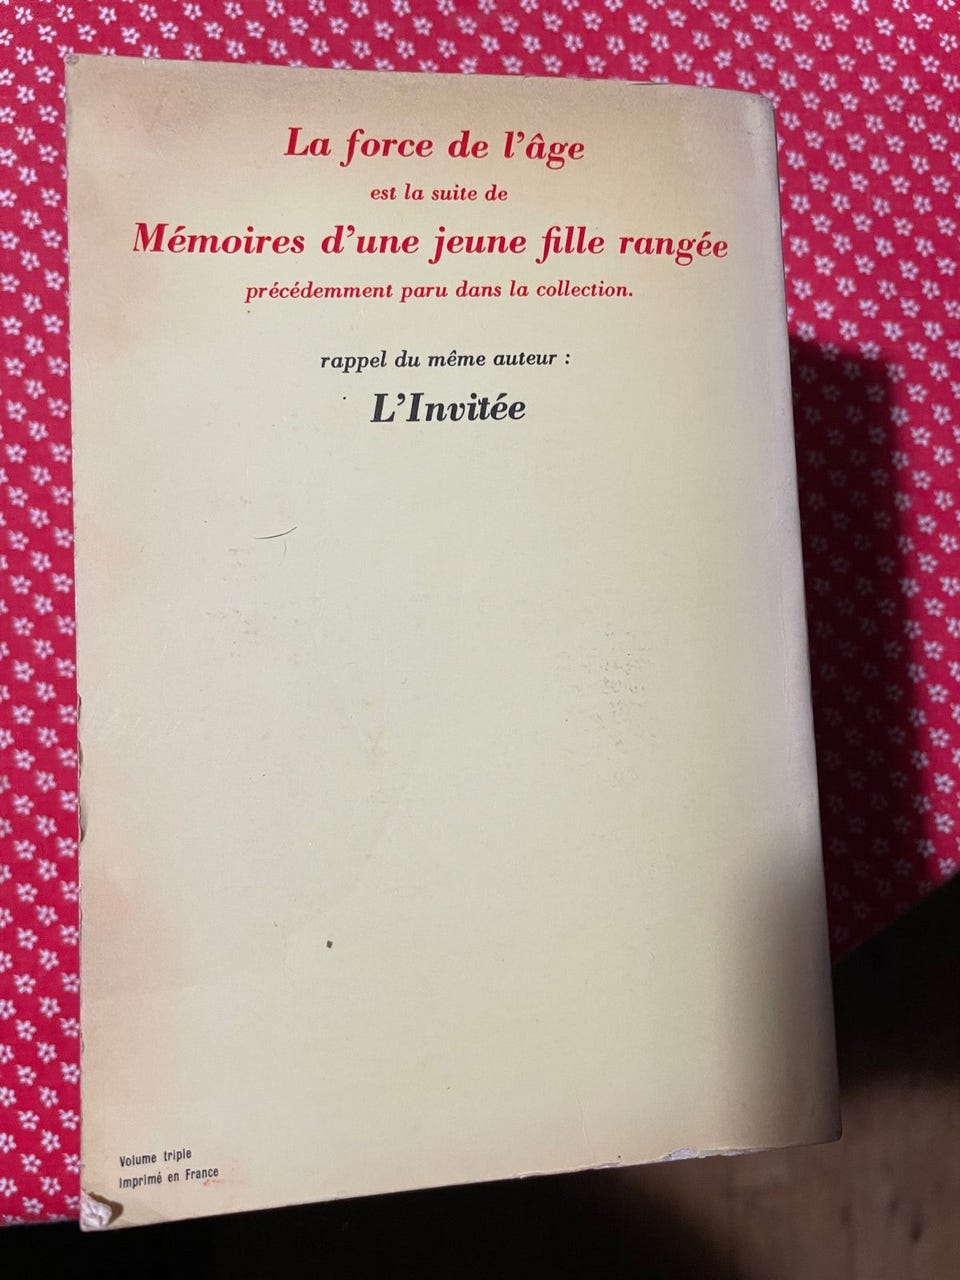 La force de l'âge
est la suite de
Mémoires d'une jeune fille rangée
précédemment paru dans la collection.
rappel du même auteur :
L'Invitée
Volume triple
Imprimé en France